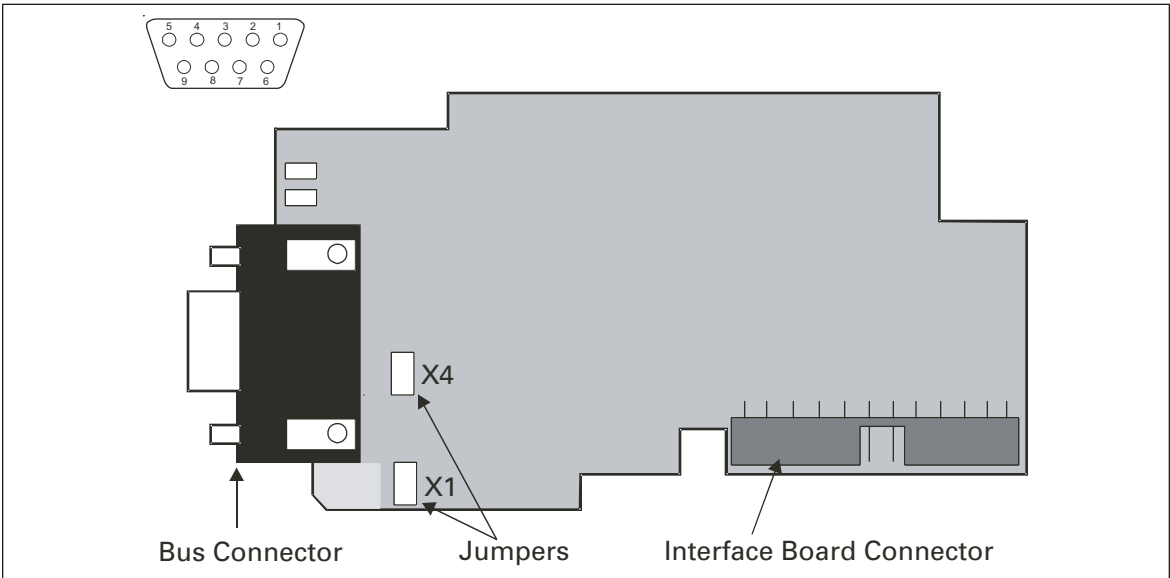 5 4 3 2 1
9 8 7 6
X4
X1
Bus Connector
Jumpers
Interface Board Connector